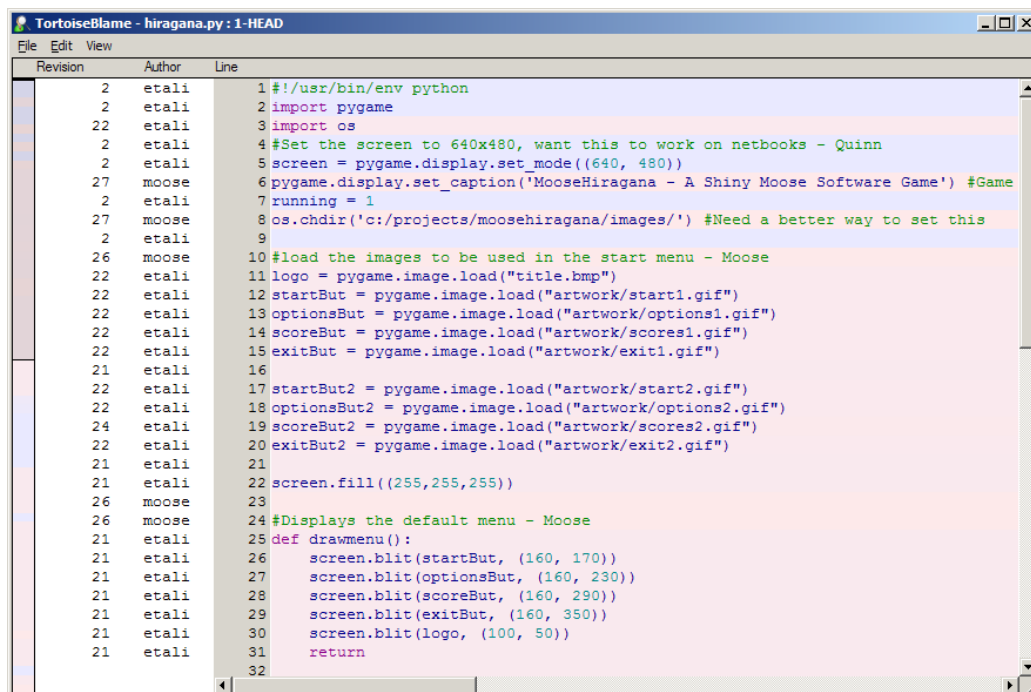 TortoiseBlame - hiragana.py : 1-HEAD
File Edit View
Revision Author Line
2 etali 1 #!/usr/bin/env python
2 etali 2 import pygame
22 etali 3 import os
2 etali 4 #Set the screen to 640x480, want this to work on netbooks - Quinn
2 etali 5 screen = pygame.display.set_mode((640, 480))
27 moose 6 pygame.display.set_caption('MooseHiragana - A Shiny Moose Software Game') #Game
2 etali 7 running = 1
27 moose 8 os.chdir('c:/projects/moosehiragana/images/') #Need a better way to set this
2 etali 9
26 moose 10 #load the images to be used in the start menu - Moose
22 etali 11 logo = pygame.image.load("title.bmp")
22 etali 12 startBut = pygame.image.load("artwork/start1.gif")
22 etali 13 optionsBut = pygame.image.load("artwork/options1.gif")
22 etali 14 scoreBut = pygame.image.load("artwork/scores1.gif")
22 etali 15 exitBut = pygame.image.load("artwork/exit1.gif")
21 etali 16
22 etali 17 startBut2 = pygame.image.load("artwork/start2.gif")
22 etali 18 optionsBut2 = pygame.image.load("artwork/options2.gif")
24 etali 19 scoreBut2 = pygame.image.load("artwork/scores2.gif")
22 etali 20 exitBut2 = pygame.image.load("artwork/exit2.gif")
21 etali 21
21 etali 22 screen.fill((255,255,255))
26 moose 23
26 moose 24 #Displays the default menu - Moose
21 etali 25 def drawmenu():
21 etali 26 screen.blit(startBut, (160, 170))
21 etali 27 screen.blit(optionsBut, (160, 230))
21 etali 28 screen.blit(scoreBut, (160, 290))
21 etali 29 screen.blit(exitBut, (160, 350))
21 etali 30 screen.blit(logo, (100, 50))
21 etali 31 return
32